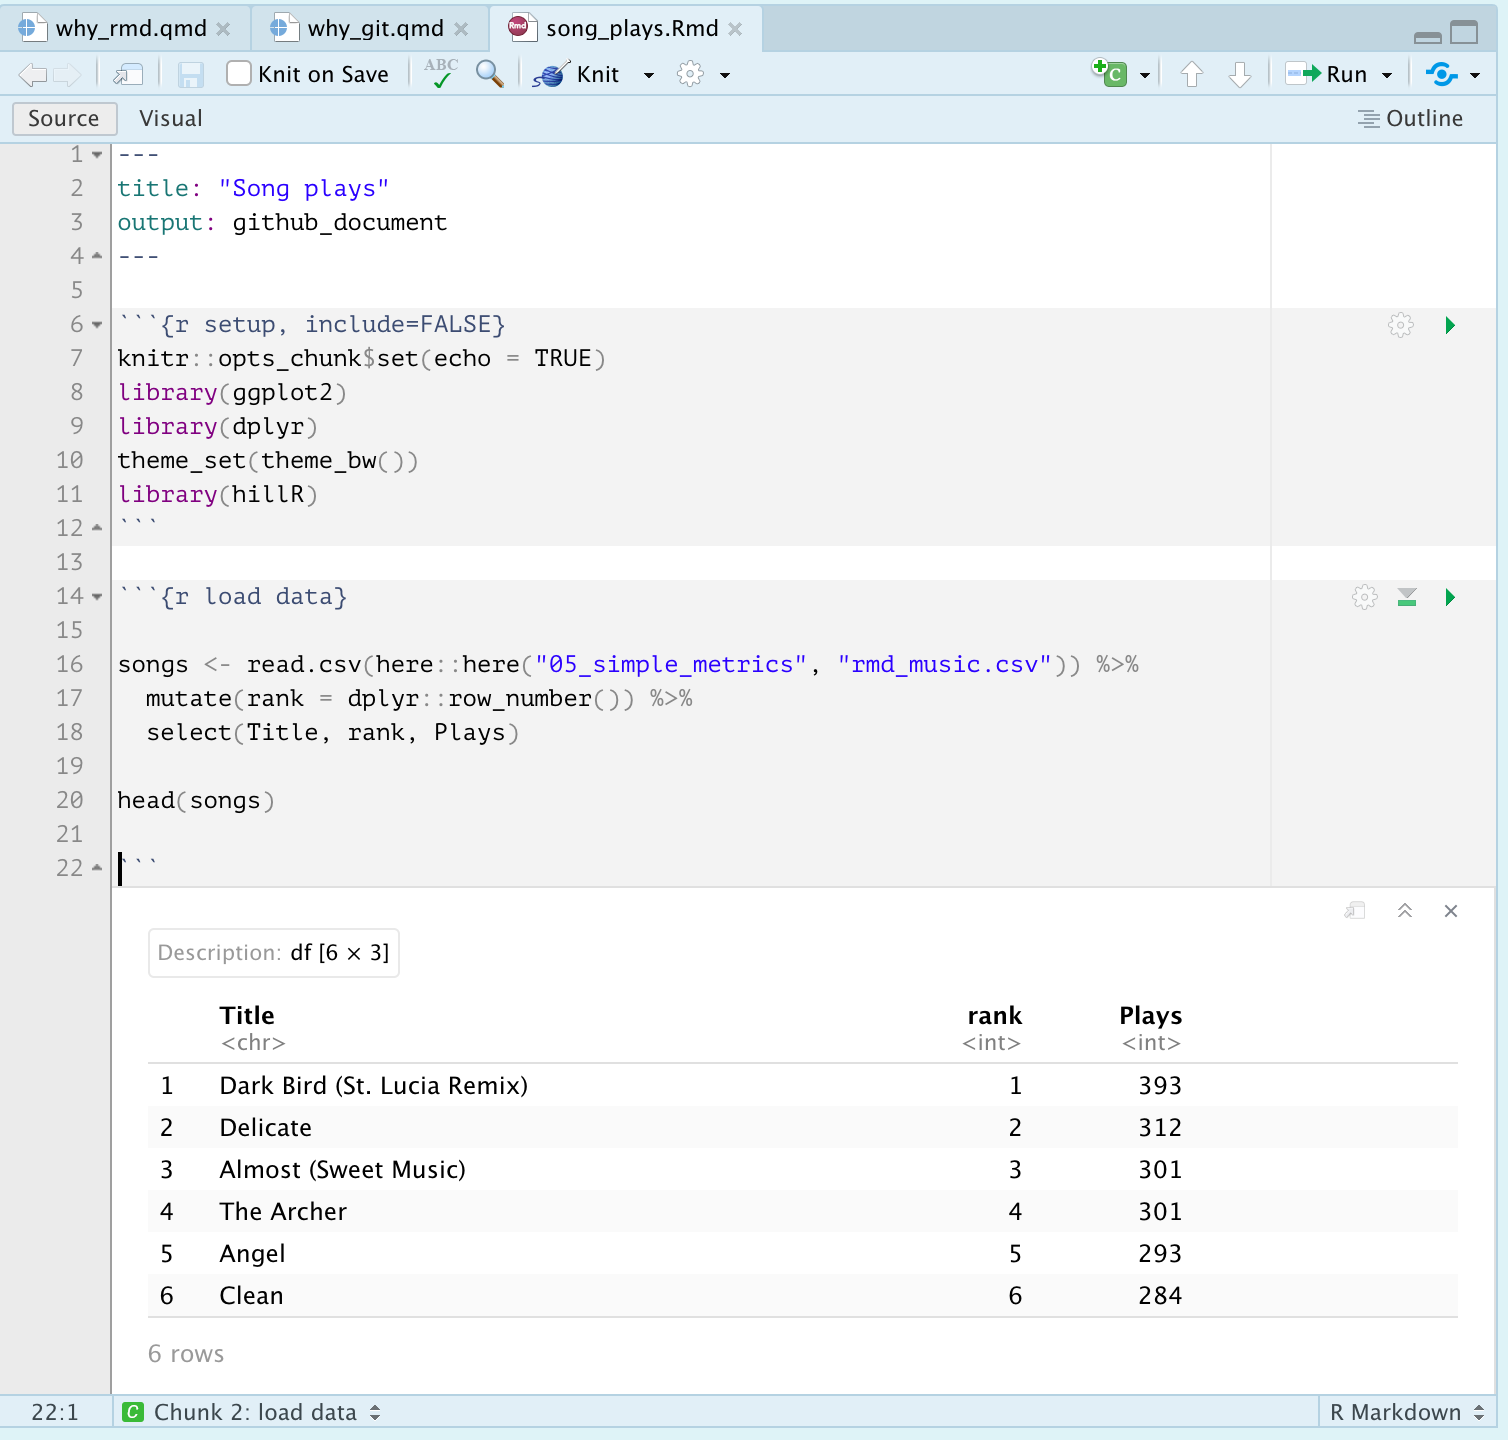 why_rmd.qmd × why_git.qmd × song_plays.Rmd ×
Knit on Save ABC Knit C Run
Source Visual Outline
1 ---
2 title: "Song plays"
3 output: github_document
4 ---
5
6 ```{r setup, include=FALSE}
7 knitr::opts_chunk$set(echo = TRUE)
8 library(ggplot2)
9 library(dplyr)
10 theme_set(theme_bw())
11 library(hillR)
12 ```
13
14 ```{r load data}
15
16 songs <- read.csv(here::here("05_simple_metrics", "rmd_music.csv")) %>%
17   mutate(rank = dplyr::row_number()) %>%
18   select(Title, rank, Plays)
19
20 head(songs)
21
22 ```
Description: df [6 × 3]
Title rank Plays
<chr> <int> <int>
1 Dark Bird (St. Lucia Remix) 1 393
2 Delicate 2 312
3 Almost (Sweet Music) 3 301
4 The Archer 4 301
5 Angel 5 293
6 Clean 6 284
6 rows
22:1 C Chunk 2: load data R Markdown